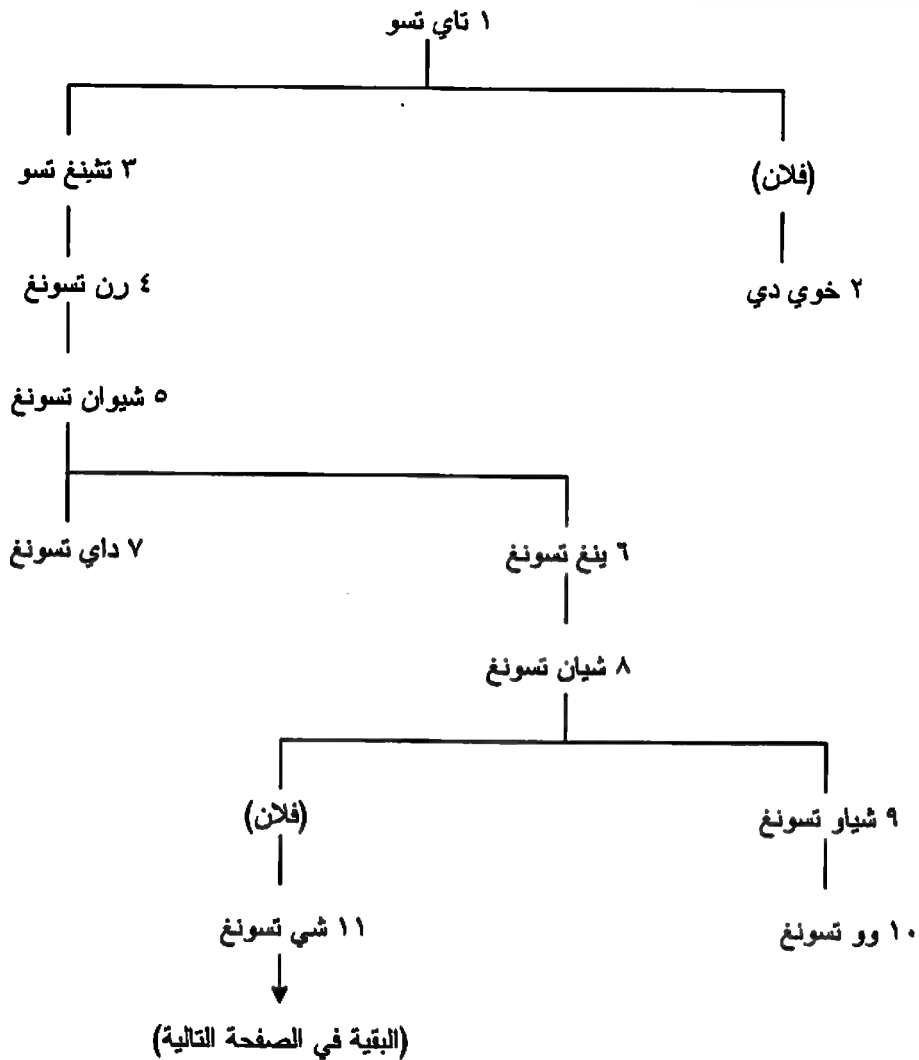 ١ تاي تسو
(فلان)
٣ تشينغ تسو
٢ خوي دي
٤ رن تسونغ
٥ شيوان تسونغ
٦ ينغ تسونغ
٧ داي تسونغ
٨ شيان تسونغ
٩ شياو تسونغ
(فلان)
١٠ وو تسونغ
١١ شي تسونغ
(البقية في الصفحة التالية)